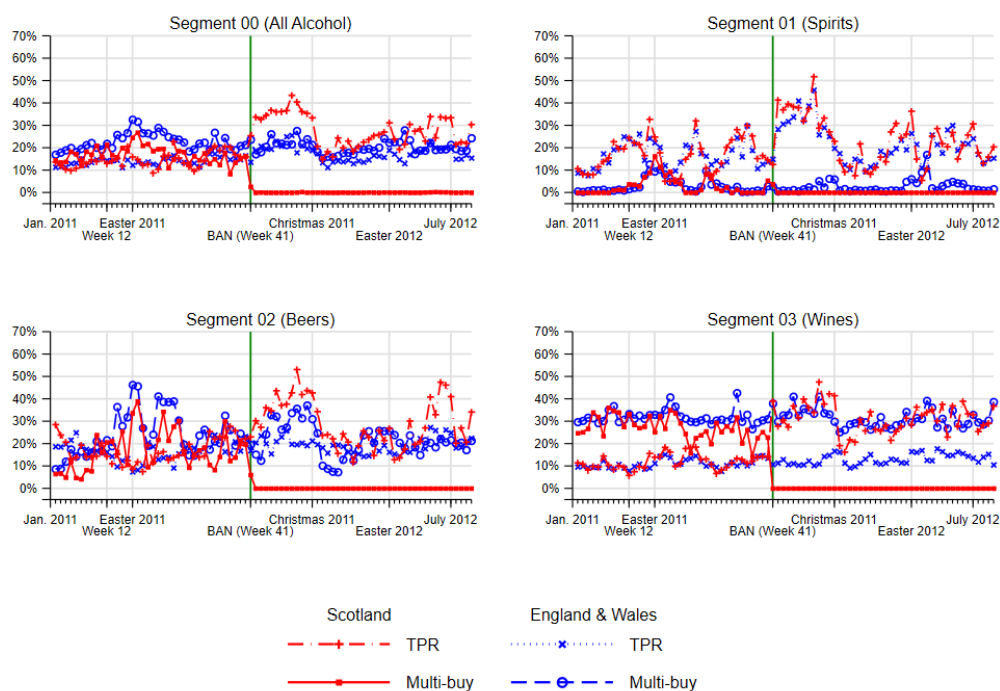 Segment 00 (All Alcohol)
70%
60%
50%
40%
30%
20%
10%
0%
Jan. 2011 Easter 2011 Christmas 2011 July 2012
Week 12 BAN (Week 41) Easter 2012
Segment 01 (Spirits)
70%
60%
50%
40%
30%
20%
10%
0%
Jan. 2011 Easter 2011 Christmas 2011 July 2012
Week 12 BAN (Week 41) Easter 2012
Segment 02 (Beers)
70%
60%
50%
40%
30%
20%
10%
0%
Jan. 2011 Easter 2011 Christmas 2011 July 2012
Week 12 BAN (Week 41) Easter 2012
Segment 03 (Wines)
70%
60%
50%
40%
30%
20%
10%
0%
Jan. 2011 Easter 2011 Christmas 2011 July 2012
Week 12 BAN (Week 41) Easter 2012
Scotland England & Wales
TPR TPR
Multi-buy Multi-buy